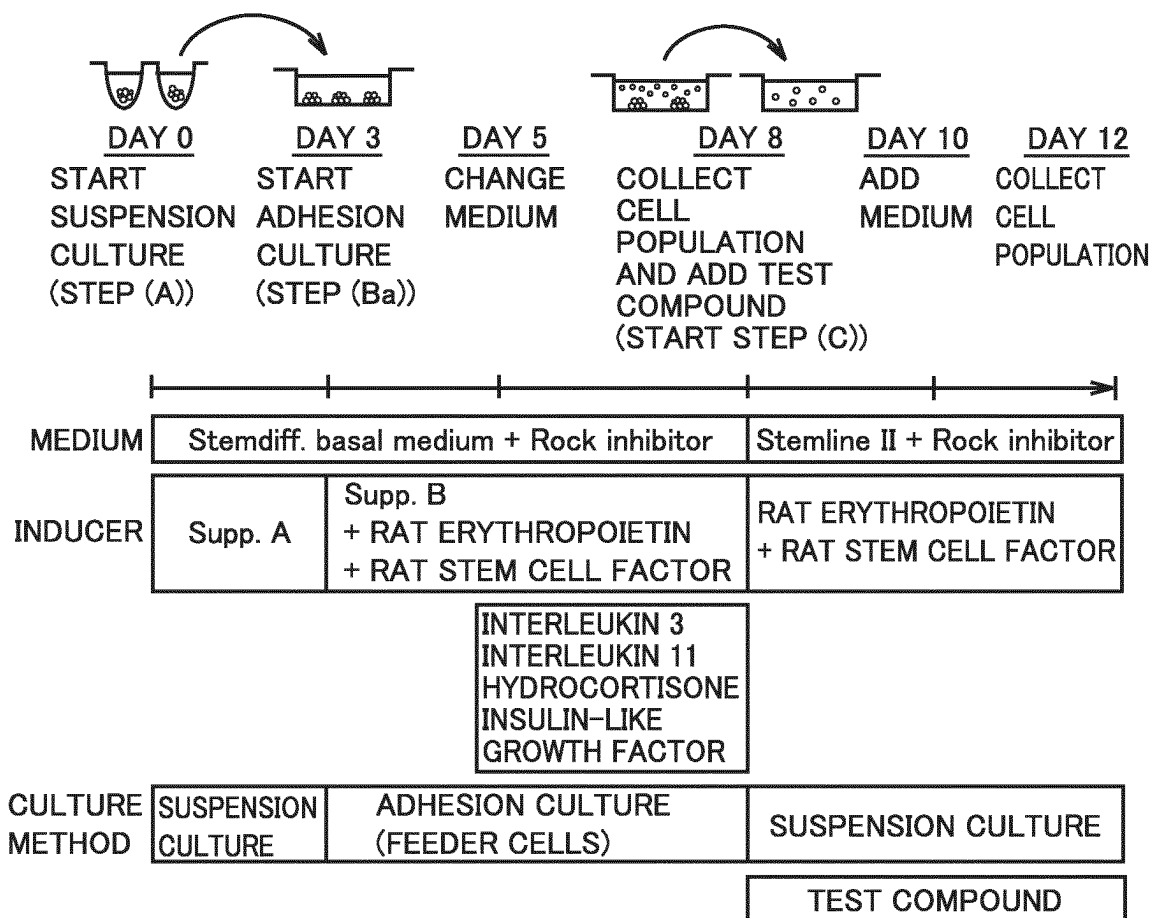 DAY 0
START
SUSPENSION
CULTURE
(STEP (A))
DAY 3
START
ADHESION
CULTURE
(STEP (Ba))
DAY 5
CHANGE
MEDIUM
DAY 8
COLLECT
CELL
POPULATION
AND ADD TEST
COMPOUND
(START STEP (C))
DAY 10
ADD
MEDIUM
DAY 12
COLLECT
CELL
POPULATION
MEDIUM
Stemdiff. basal medium + Rock inhibitor
Stemline II + Rock inhibitor
INDUCER
Supp. A
Supp. B
+ RAT ERYTHROPOIETIN
+ RAT STEM CELL FACTOR
RAT ERYTHROPOIETIN
+ RAT STEM CELL FACTOR
INTERLEUKIN 3
INTERLEUKIN 11
HYDROCORTISONE
INSULIN-LIKE
GROWTH FACTOR
CULTURE
METHOD
SUSPENSION
CULTURE
ADHESION CULTURE
(FEEDER CELLS)
SUSPENSION CULTURE
TEST COMPOUND